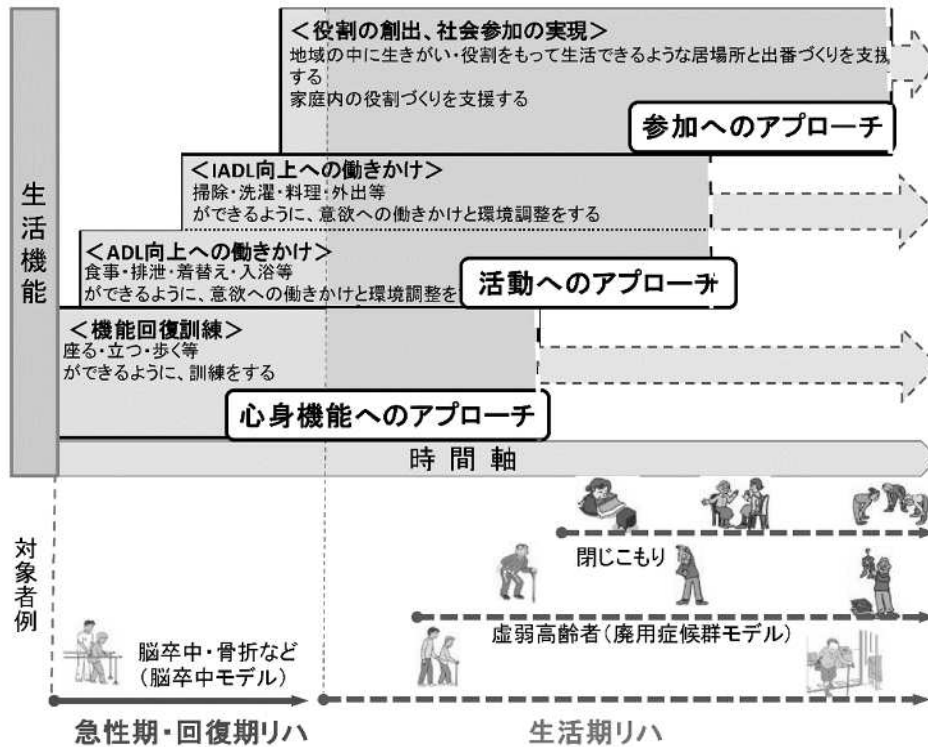 ＜役割の創出、社会参加の実現＞
地域の中に生きがい・役割をもって生活できるような居場所と出番づくりを支援
する
家庭内の役割づくりを支援する
参加へのアプローチ
＜IADL向上への働きかけ＞
掃除・洗濯・料理・外出等
ができるように、意欲への働きかけと環境調整をする
＜ADL向上への働きかけ＞
食事・排泄・着替え・入浴等
ができるように、意欲への働きかけと環境調整を
活動へのアプローチ
＜機能回復訓練＞
座る・立つ・歩く等
ができるように、訓練をする
心身機能へのアプローチ
生活機能
時間軸
対象者例
閉じこもり
虚弱高齢者(廃用症候群モデル)
脳卒中・骨折など
(脳卒中モデル)
急性期・回復期リハ
生活期リハ